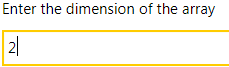 Enter the dimension of the array
2